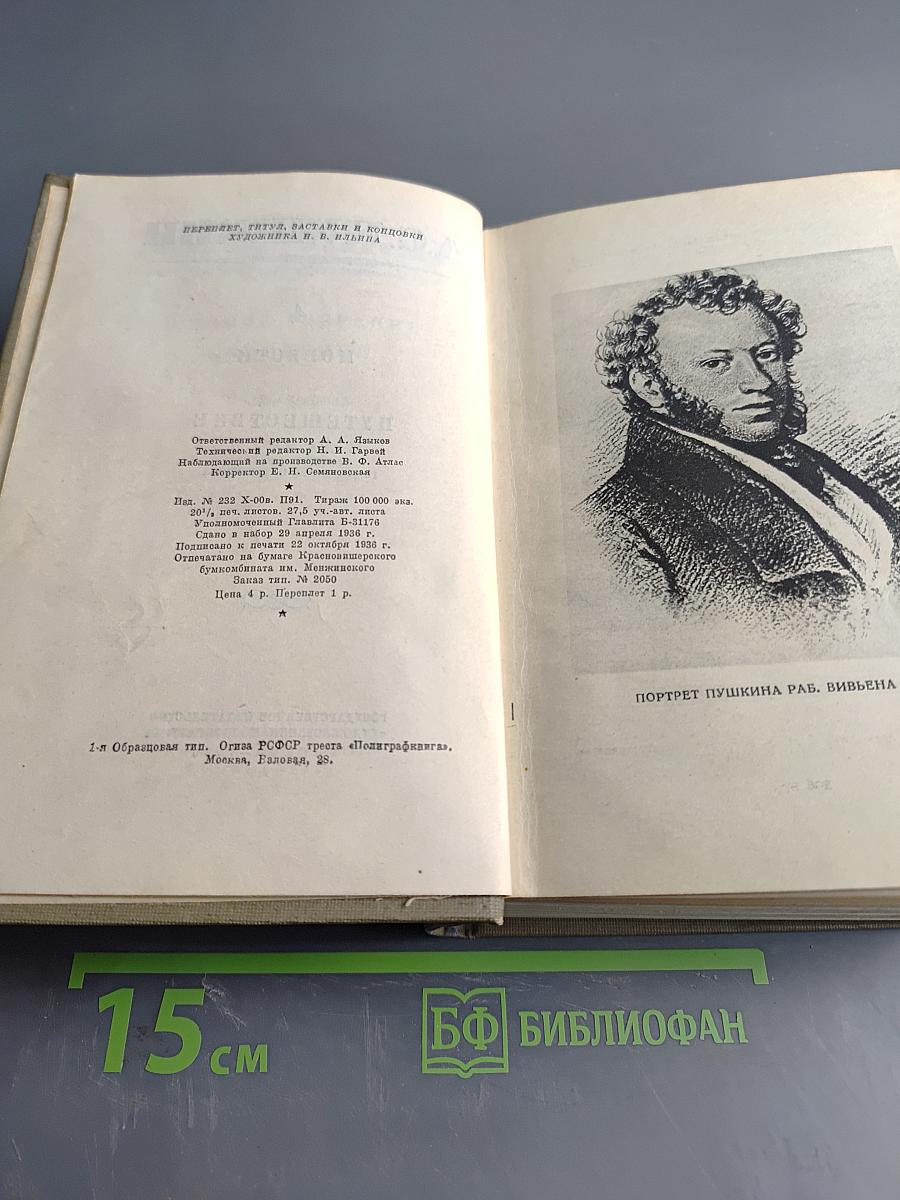 ПЕРЕПЛЕТ, ТИТУЛ, ЗАСТАВКИ И КОНЦОВКИ
ХУДОЖНИКА Н. В. ИЛЬИНА
Ответственный редактор А. А. Языков
Технический редактор Н. И. Гарвей
Наблюдающий на производстве В. Ф. Атлас
Корректор Е. Н. Семяновская
★
Изд. № 232 Х-00в. П91. Тираж 100 000 экз.
20¹/₂ печ. листов. 27,5 уч.-авт. листа
Уполномоченный Главлита Б-31176
Сдано в набор 29 апреля 1936 г.
Подписано к печати 22 октября 1936 г.
Отпечатано на бумаге Красновишерского
бумкомбината им. Менжинского
Заказ тип. № 2050
Цена 4 р. Переплет 1 р.
★
1-я Образцовая тип. Огиза РСФСР треста «Полиграфкнига».
Москва, Валовая, 28.
ПОРТРЕТ ПУШКИНА РАБ. ВИВЬЕНА
15 см
БФ БИБЛИОФАН